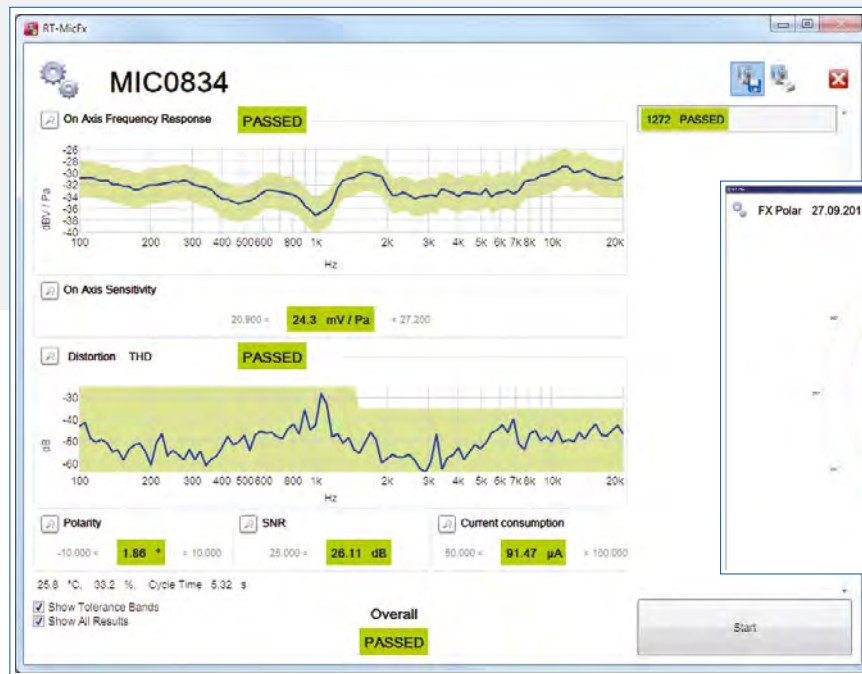 RT-MicFx
MIC0834
On Axis Frequency Response PASSED
1272 PASSED
-26
-28
-30
-32
-34
-36
-38
-40
dBV / Pa
100 200 300 400 500600 800 1k 2k 3k 4k 5k 6k 7k8k 10k 20k
Hz
FX Polar 27.09.201
On Axis Sensitivity
20.900 < 24.3 mV / Pa < 27.200
Distortion THD PASSED
-30
-40
-50
-60
dB
100 200 300 400 500600 800 1k 2k 3k 4k 5k 6k 7k8k 10k 20k
Hz
Polarity SNR Current consumption
-10.000 < 1.86 ° < 10.000 25.000 < 26.11 dB 50.000 < 91.47 µA < 100.000
25.8 °C, 33.2 %, Cycle Time 5.32 s
Show Tolerance Bands
Show All Results
Overall
PASSED
Start